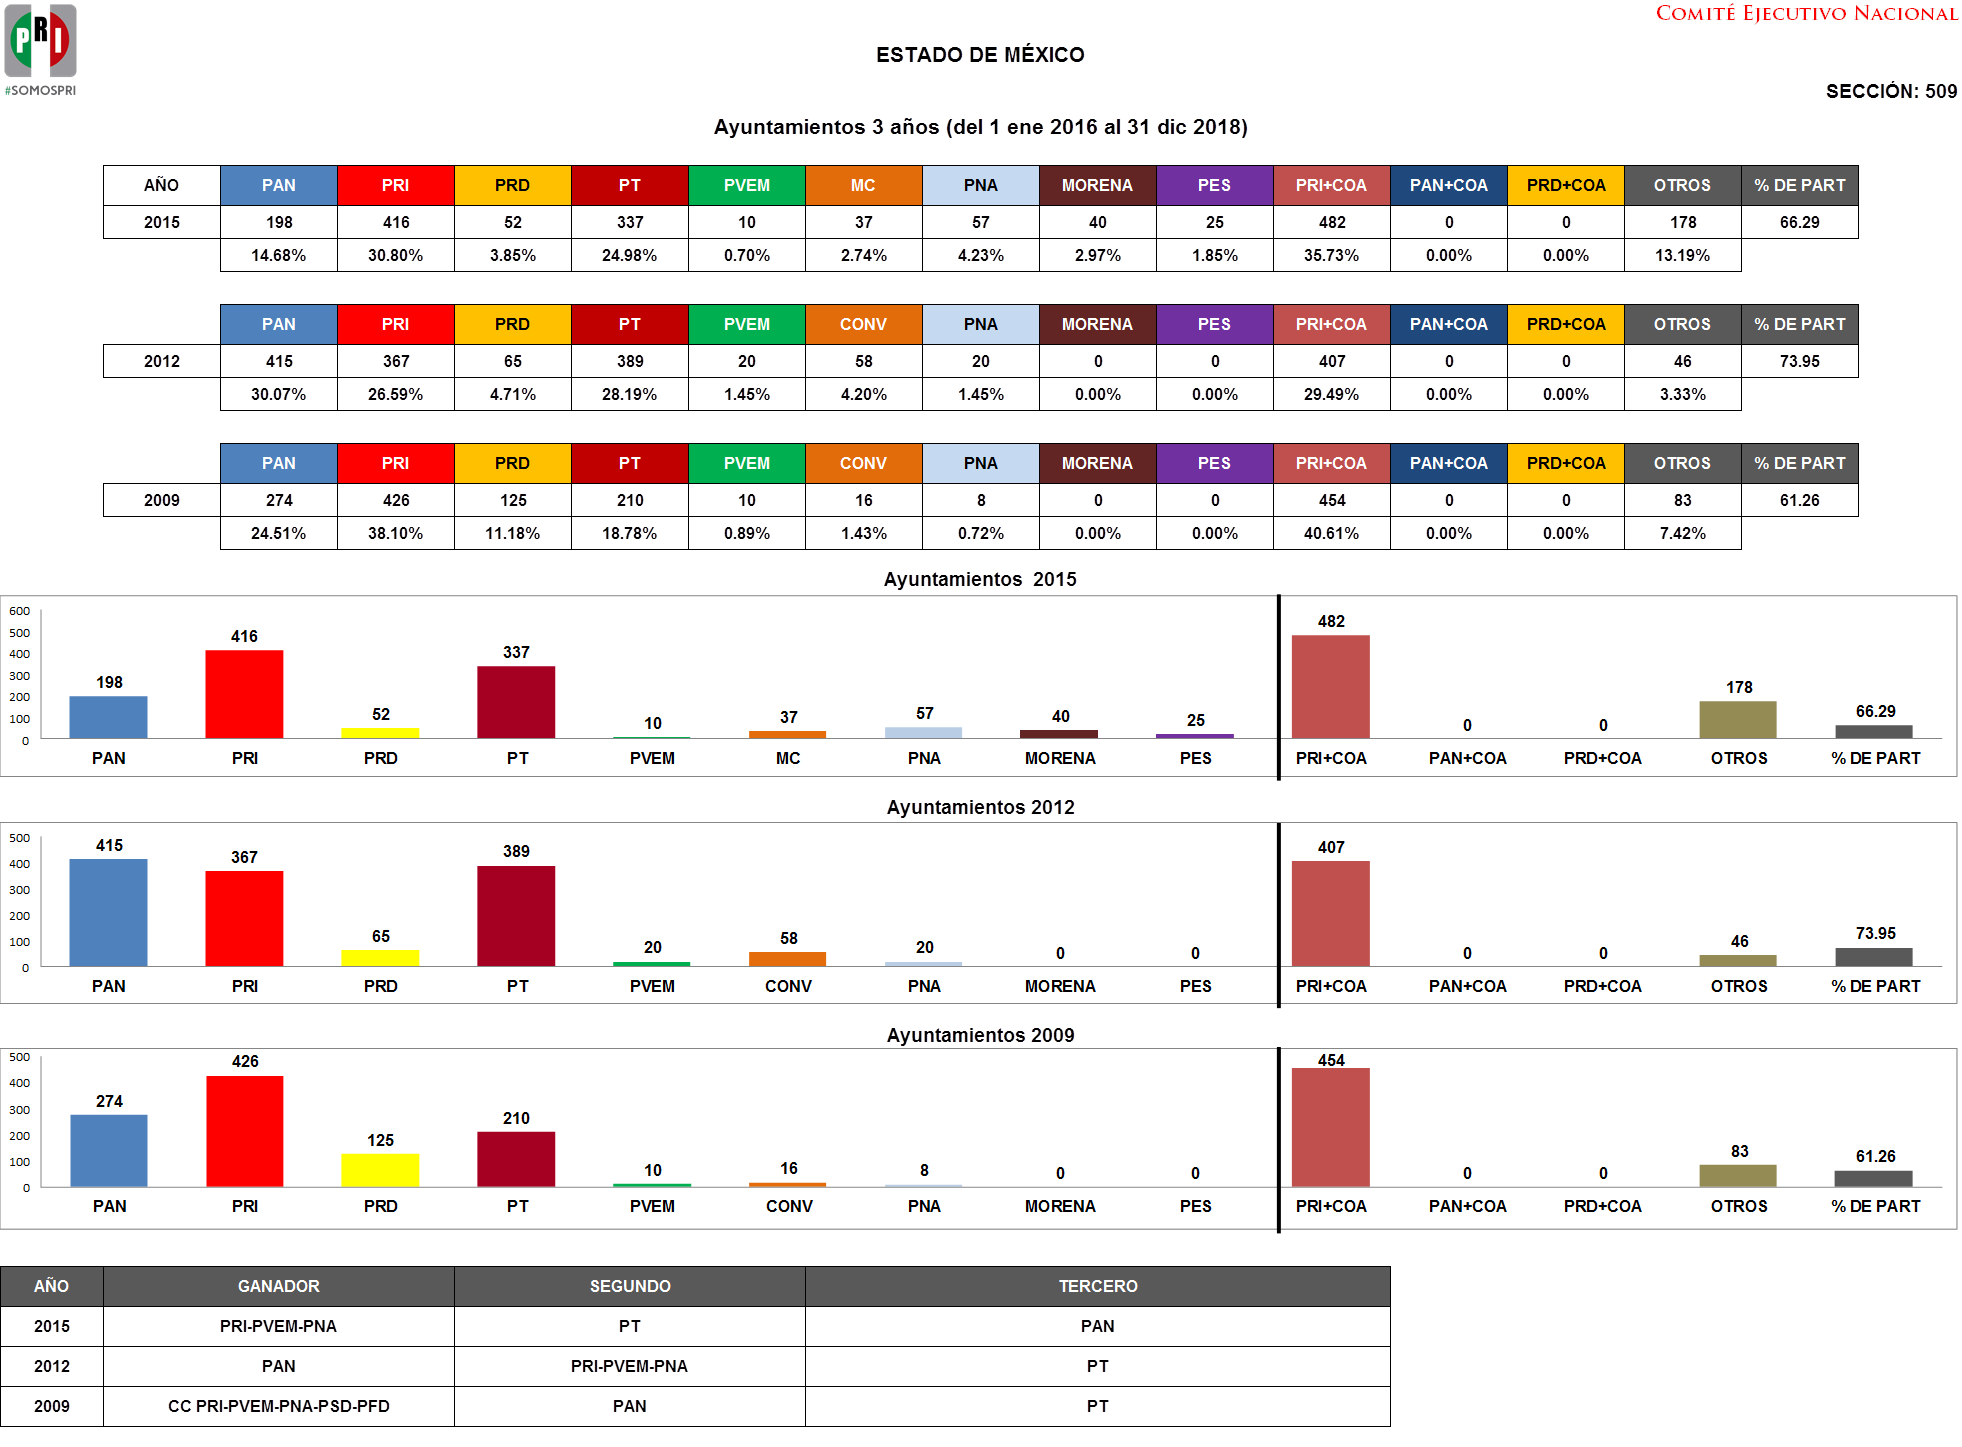 PRI
#SOMOSPRI
COMITÉ EJECUTIVO NACIONAL
ESTADO DE MÉXICO
SECCIÓN: 509
Ayuntamientos 3 años (del 1 ene 2016 al 31 dic 2018)
AÑO PAN PRI PRD PT PVEM MC PNA MORENA PES PRI+COA PAN+COA PRD+COA OTROS % DE PART
2015 198 416 52 337 10 37 57 40 25 482 0 0 178 66.29
14.68% 30.80% 3.85% 24.98% 0.70% 2.74% 4.23% 2.97% 1.85% 35.73% 0.00% 0.00% 13.19%
PAN PRI PRD PT PVEM CONV PNA MORENA PES PRI+COA PAN+COA PRD+COA OTROS % DE PART
2012 415 367 65 389 20 58 20 0 0 407 0 0 46 73.95
30.07% 26.59% 4.71% 28.19% 1.45% 4.20% 1.45% 0.00% 0.00% 29.49% 0.00% 0.00% 3.33%
PAN PRI PRD PT PVEM CONV PNA MORENA PES PRI+COA PAN+COA PRD+COA OTROS % DE PART
2009 274 426 125 210 10 16 8 0 0 454 0 0 83 61.26
24.51% 38.10% 11.18% 18.78% 0.89% 1.43% 0.72% 0.00% 0.00% 40.61% 0.00% 0.00% 7.42%
Ayuntamientos 2015
600
500
400
300
200
100
0
198 416 52 337 10 37 57 40 25 482 0 0 178 66.29
PAN PRI PRD PT PVEM MC PNA MORENA PES PRI+COA PAN+COA PRD+COA OTROS % DE PART
Ayuntamientos 2012
500
400
300
200
100
0
415 367 65 389 20 58 20 0 0 407 0 0 46 73.95
PAN PRI PRD PT PVEM CONV PNA MORENA PES PRI+COA PAN+COA PRD+COA OTROS % DE PART
Ayuntamientos 2009
500
400
300
200
100
0
274 426 125 210 10 16 8 0 0 454 0 0 83 61.26
PAN PRI PRD PT PVEM CONV PNA MORENA PES PRI+COA PAN+COA PRD+COA OTROS % DE PART
AÑO GANADOR SEGUNDO TERCERO
2015 PRI-PVEM-PNA PT PAN
2012 PAN PRI-PVEM-PNA PT
2009 CC PRI-PVEM-PNA-PSD-PFD PAN PT